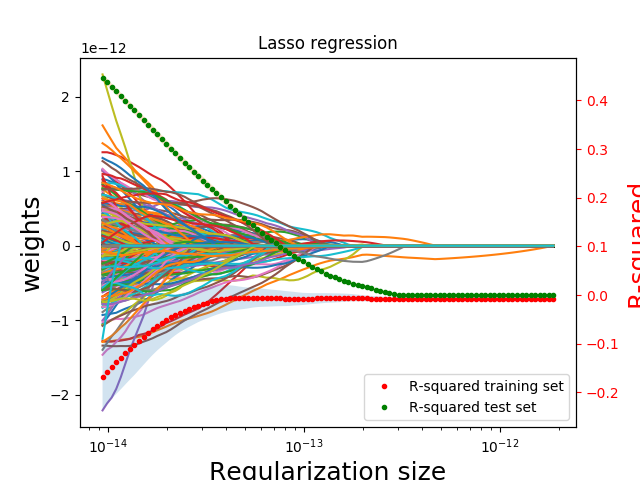 Lasso regression
1e−12
2
1
0
−1
−2
weights
0.4
0.3
0.2
0.1
0.0
−0.1
−0.2
R-squared
R-squared training set
R-squared test set
10⁻¹⁴
10⁻¹³
10⁻¹²
Regularization size